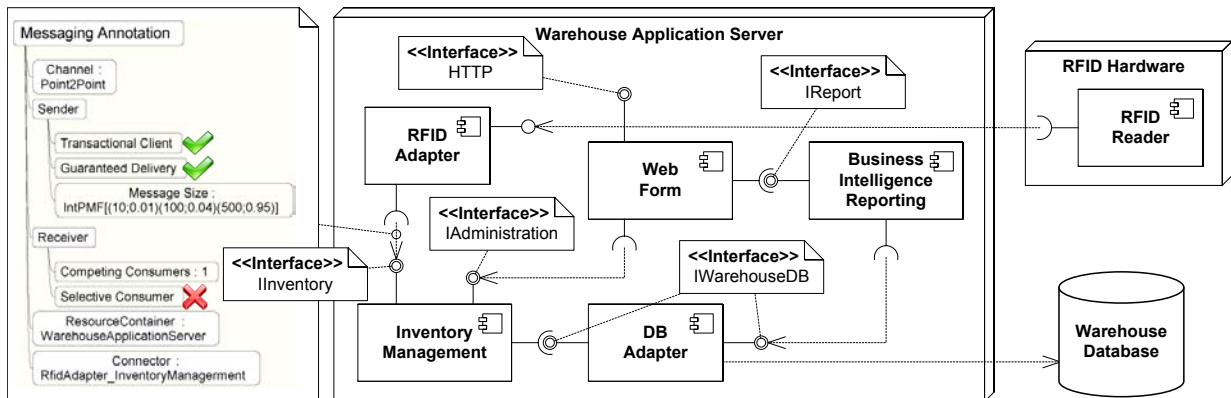 Messaging Annotation
Channel :
Point2Point
Sender
Transactional Client
Guaranteed Delivery
Message Size :
IntPMF[(10;0.01)(100;0.04)(500;0.95)]
Receiver
Competing Consumers : 1
Selective Consumer
ResourceContainer :
WarehouseApplicationServer
Connector :
RfidAdapter_InventoryManagerment
Warehouse Application Server
<<Interface>>
HTTP
<<Interface>>
IReport
RFID
Adapter
Web
Form
Business
Intelligence
Reporting
<<Interface>>
IAdministration
<<Interface>>
IInventory
<<Interface>>
IWarehouseDB
Inventory
Management
DB
Adapter
RFID Hardware
RFID
Reader
Warehouse
Database